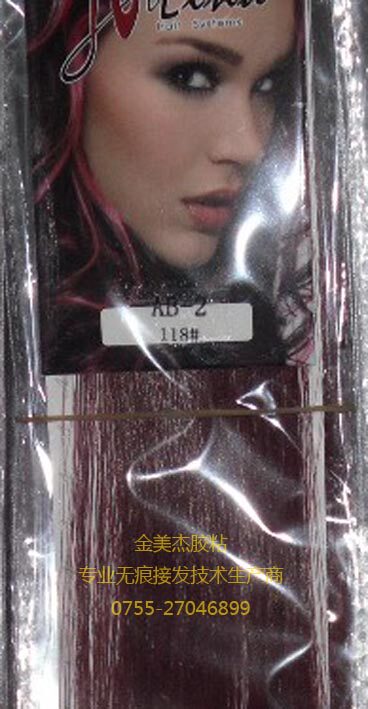 Hair Systems
AB-2
118#
金美杰胶粘
专业无痕接发技术生产商
0755-27046899